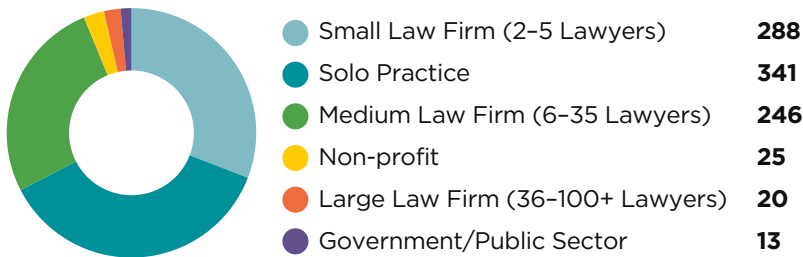 Small Law Firm (2–5 Lawyers) 288
Solo Practice 341
Medium Law Firm (6–35 Lawyers) 246
Non-profit 25
Large Law Firm (36–100+ Lawyers) 20
Government/Public Sector 13